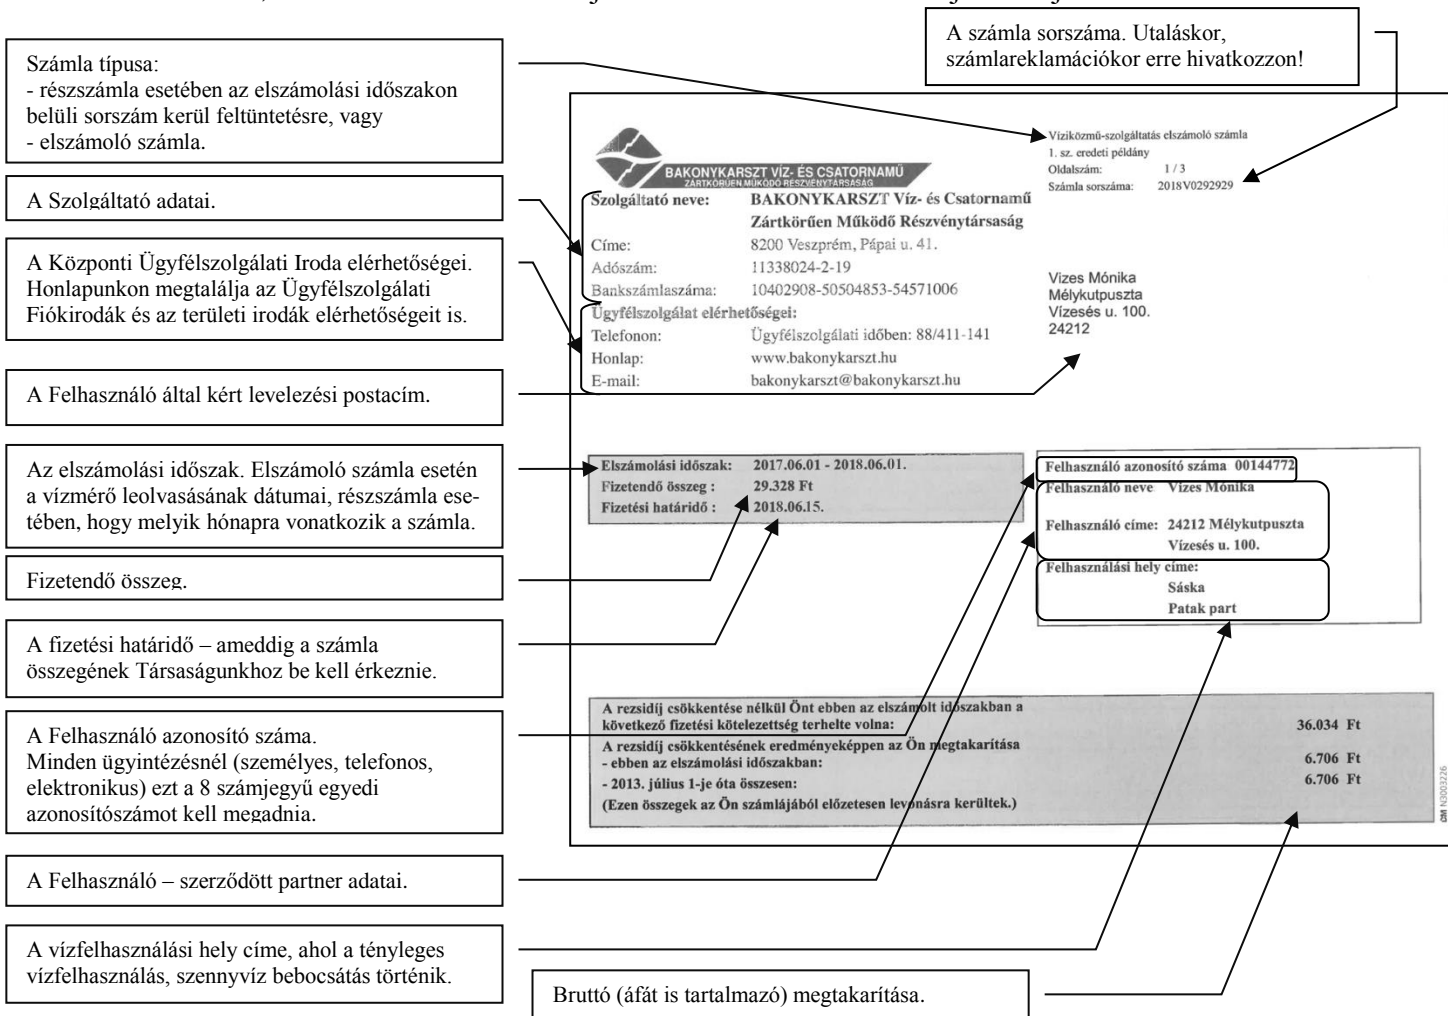 A számla sorszáma. Utaláskor,
számlareklamációkor erre hivatkozzon!
Számla típusa:
- részszámla esetében az elszámolási időszakon
belüli sorszám kerül feltüntetésre, vagy
- elszámoló számla.
A Szolgáltató adatai.
A Központi Ügyfélszolgálati Iroda elérhetőségei.
Honlapunkon megtalálja az Ügyfélszolgálati
Fiókirodák és az területi irodák elérhetőségeit is.
A Felhasználó által kért levelezési postacím.
Az elszámolási időszak. Elszámoló számla esetén
a vízmérő leolvasásának dátumai, részszámla ese-
tében, hogy melyik hónapra vonatkozik a számla.
Fizetendő összeg.
A fizetési határidő – ameddig a számla
összegének Társaságunkhoz be kell érkeznie.
A Felhasználó azonosító száma.
Minden ügyintézésnél (személyes, telefonos,
elektronikus) ezt a 8 számjegyű egyedi
azonosítószámot kell megadnia.
A Felhasználó – szerződött partner adatai.
A vízfelhasználási hely címe, ahol a tényleges
vízfelhasználás, szennyvíz bebocsátás történik.
Bruttó (áfát is tartalmazó) megtakarítása.
BAKONYKARSZT VÍZ- ÉS CSATORNAMŰ
ZÁRTKÖRŰEN MŰKÖDŐ RÉSZVÉNYTÁRSASÁG
Víziközmű-szolgáltatás elszámoló számla
1. sz. eredeti példány
Oldalszám: 1 / 3
Számla sorszáma: 2018V0292929
Szolgáltató neve: BAKONYKARSZT Víz- és Csatornamű
Zártkörűen Működő Részvénytársaság
Címe: 8200 Veszprém, Pápai u. 41.
Adószám: 11338024-2-19
Bankszámlaszáma: 10402908-50504853-54571006
Ügyfélszolgálat elérhetőségei:
Telefonon: Ügyfélszolgálati időben: 88/411-141
Honlap: www.bakonykarszt.hu
E-mail: bakonykarszt@bakonykarszt.hu
Vizes Mónika
Mélykutpuszta
Vízesés u. 100.
24212
Elszámolási időszak: 2017.06.01 - 2018.06.01.
Fizetendő összeg : 29.328 Ft
Fizetési határidő : 2018.06.15.
Felhasználó azonosító száma 00144772
Felhasználó neve Vizes Mónika
Felhasználó címe: 24212 Mélykutpuszta
Vízesés u. 100.
Felhasználási hely címe:
Sáska
Patak part
A rezsidíj csökkentése nélkül Önt ebben az elszámolt időszakban a
következő fizetési kötelezettség terhelte volna: 36.034 Ft
A rezsidíj csökkentésének eredményeképpen az Ön megtakarítása
- ebben az elszámolási időszakban: 6.706 Ft
- 2013. július 1-je óta összesen: 6.706 Ft
(Ezen összegek az Ön számlájából előzetesen levonásra kerültek.)
CM N3003226